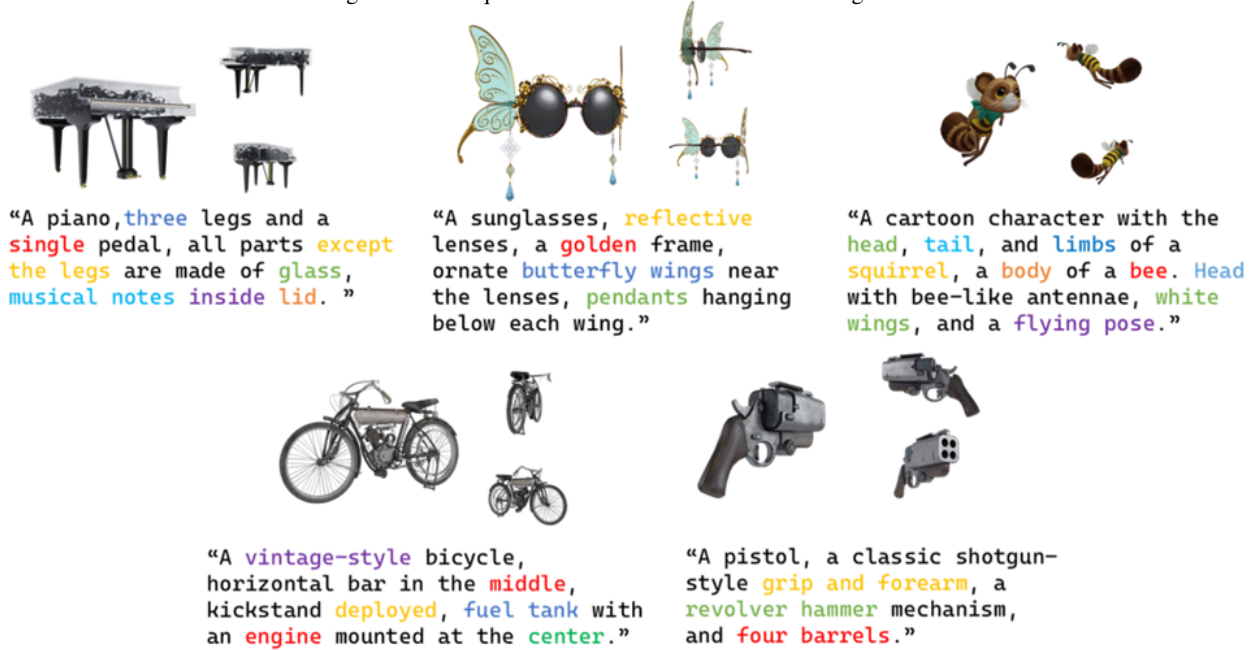 “A piano,three legs and a
single pedal, all parts except
the legs are made of glass,
musical notes inside lid. ”
“A sunglasses, reflective
lenses, a golden frame,
ornate butterfly wings near
the lenses, pendants hanging
below each wing.”
“A cartoon character with the
head, tail, and limbs of a
squirrel, a body of a bee. Head
with bee-like antennae, white
wings, and a flying pose.”
“A vintage-style bicycle,
horizontal bar in the middle,
kickstand deployed, fuel tank with
an engine mounted at the center.”
“A pistol, a classic shotgun-
style grip and forearm, a
revolver hammer mechanism,
and four barrels.”